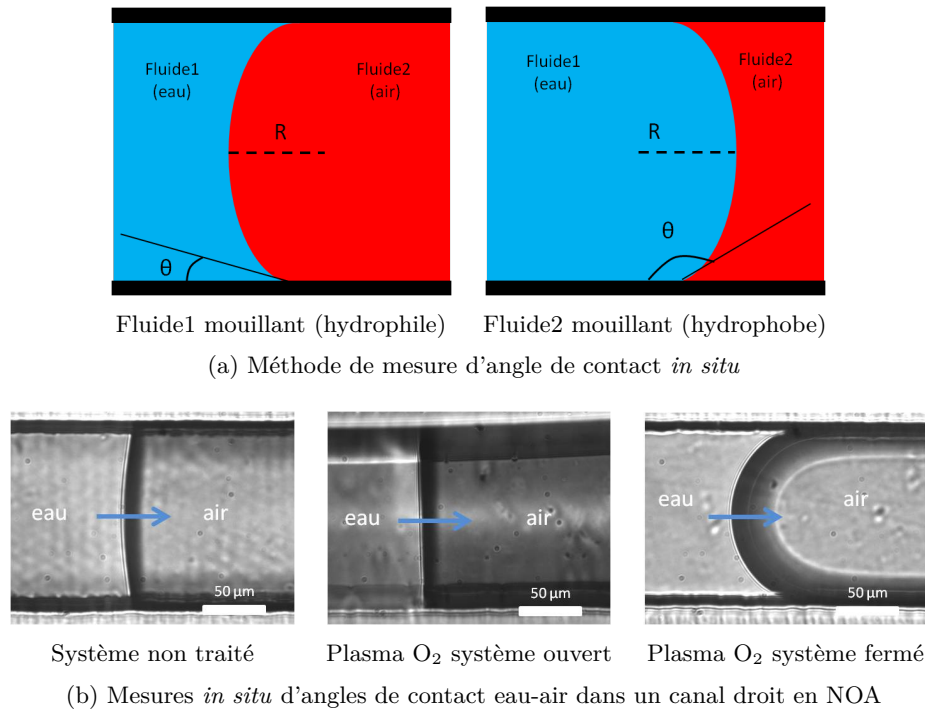 Fluide1
(eau)
Fluide2
(air)
R
θ
Fluide1
(eau)
Fluide2
(air)
R
θ
Fluide1 mouillant (hydrophile)
Fluide2 mouillant (hydrophobe)
(a) Méthode de mesure d'angle de contact in situ
eau
air
50 µm
eau
air
50 µm
eau
air
50 µm
Système non traité
Plasma O₂ système ouvert
Plasma O₂ système fermé
(b) Mesures in situ d'angles de contact eau-air dans un canal droit en NOA